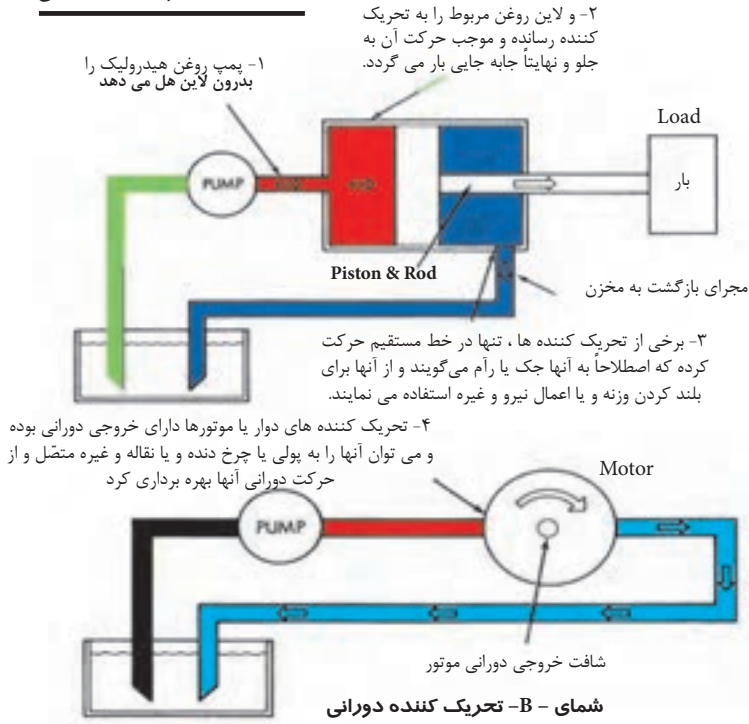 ۲- و لاین روغن مربوط را به تحریک
کننده رسانده و موجب حرکت آن به
جلو و نهایتاً جابه جایی بار می گردد.
۱- پمپ روغن هیدرولیک را
بدرون لاین هل می دهد
Load
بار
PUMP
Piston & Rod
مجرای بازگشت به مخزن
۳- برخی از تحریک کننده ها ، تنها در خط مستقیم حرکت
کرده که اصطلاحاً به آنها جک یا رآم می‌گویند و از آنها برای
بلند کردن وزنه و یا اعمال نیرو و غیره استفاده می نمایند.
۴- تحریک کننده های دوار یا موتورها دارای خروجی دورانی بوده
و می توان آنها را به پولی یا چرخ دنده و یا نقاله و غیره متصّل و از
حرکت دورانی آنها بهره برداری کرد
Motor
PUMP
شافت خروجی دورانی موتور
شمای - B- تحریک کننده دورانی